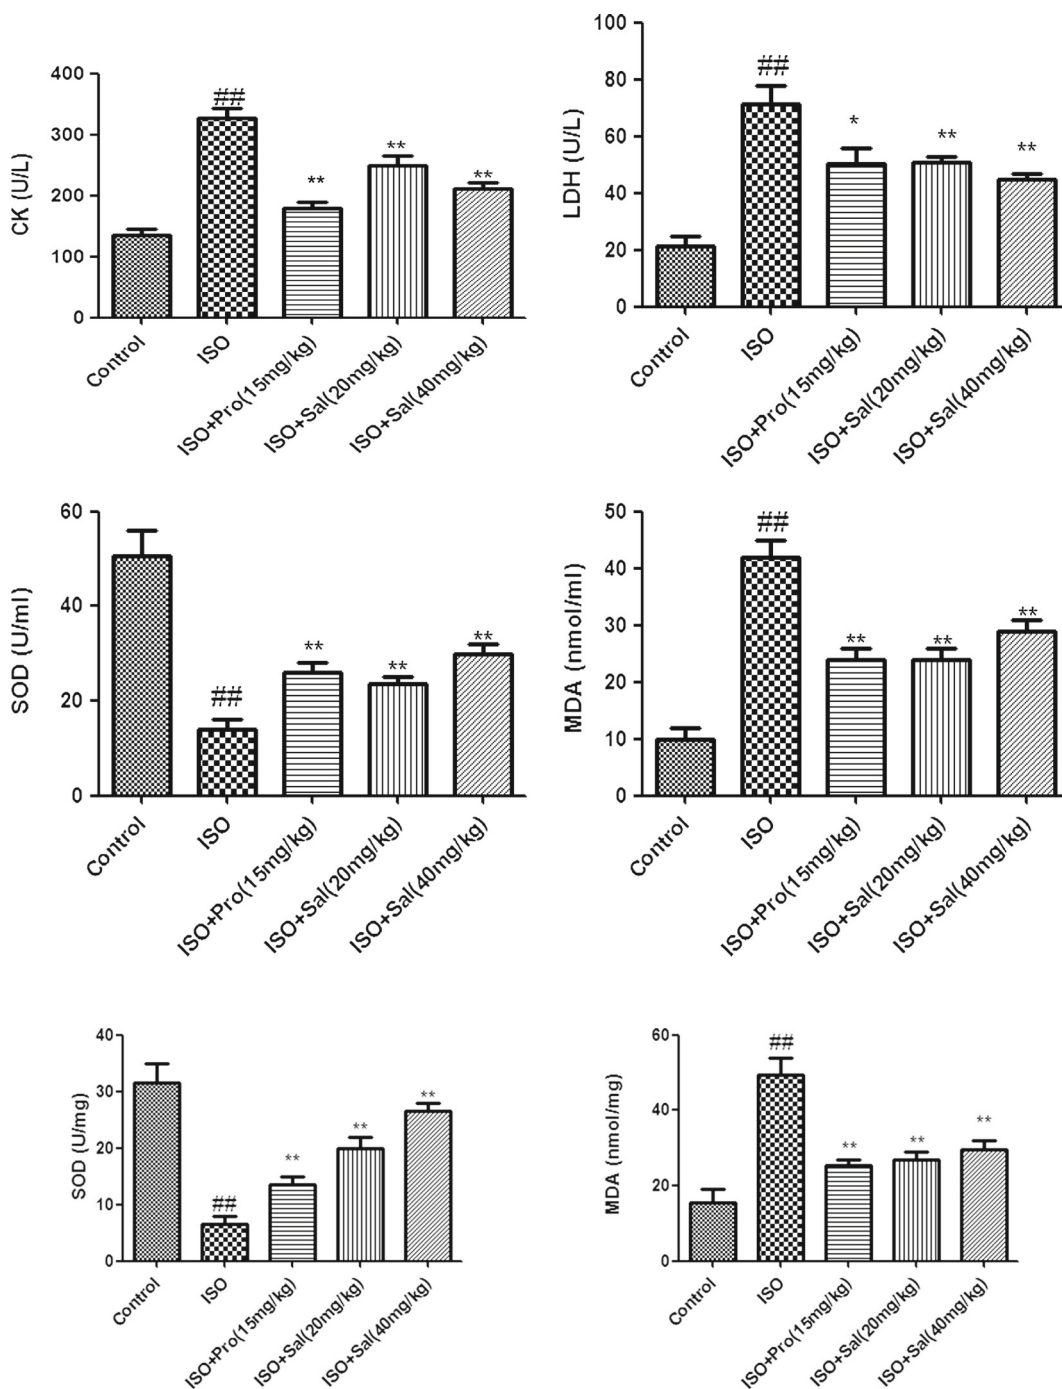 CK (U/L)
400
300
200
100
0
##
**
**
**
Control
ISO
ISO+Pro(15mg/kg)
ISO+Sal(20mg/kg)
ISO+Sal(40mg/kg)
LDH (U/L)
100
80
60
40
20
0
##
*
**
**
Control
ISO
ISO+Pro(15mg/kg)
ISO+Sal(20mg/kg)
ISO+Sal(40mg/kg)
SOD (U/ml)
60
40
20
0
##
**
**
**
Control
ISO
ISO+Pro(15mg/kg)
ISO+Sal(20mg/kg)
ISO+Sal(40mg/kg)
MDA (nmol/ml)
50
40
30
20
10
0
##
**
**
**
Control
ISO
ISO+Pro(15mg/kg)
ISO+Sal(20mg/kg)
ISO+Sal(40mg/kg)
SOD (U/mg)
40
30
20
10
0
##
**
**
**
Control
ISO
ISO+Pro(15mg/kg)
ISO+Sal(20mg/kg)
ISO+Sal(40mg/kg)
MDA (nmol/mg)
60
40
20
0
##
**
**
**
Control
ISO
ISO+Pro(15mg/kg)
ISO+Sal(20mg/kg)
ISO+Sal(40mg/kg)